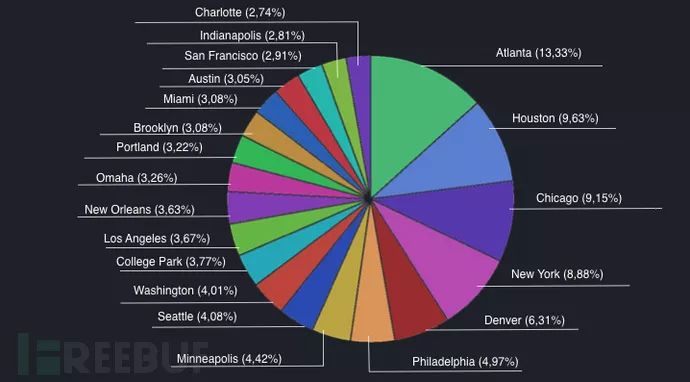 Charlotte (2,74%)
Indianapolis (2,81%)
San Francisco (2,91%)
Austin (3,05%)
Miami (3,08%)
Brooklyn (3,08%)
Portland (3,22%)
Omaha (3,26%)
New Orleans (3,63%)
Los Angeles (3,67%)
College Park (3,77%)
Washington (4,01%)
Seattle (4,08%)
Minneapolis (4,42%)
Atlanta (13,33%)
Houston (9,63%)
Chicago (9,15%)
New York (8,88%)
Denver (6,31%)
Philadelphia (4,97%)
FREEBUF